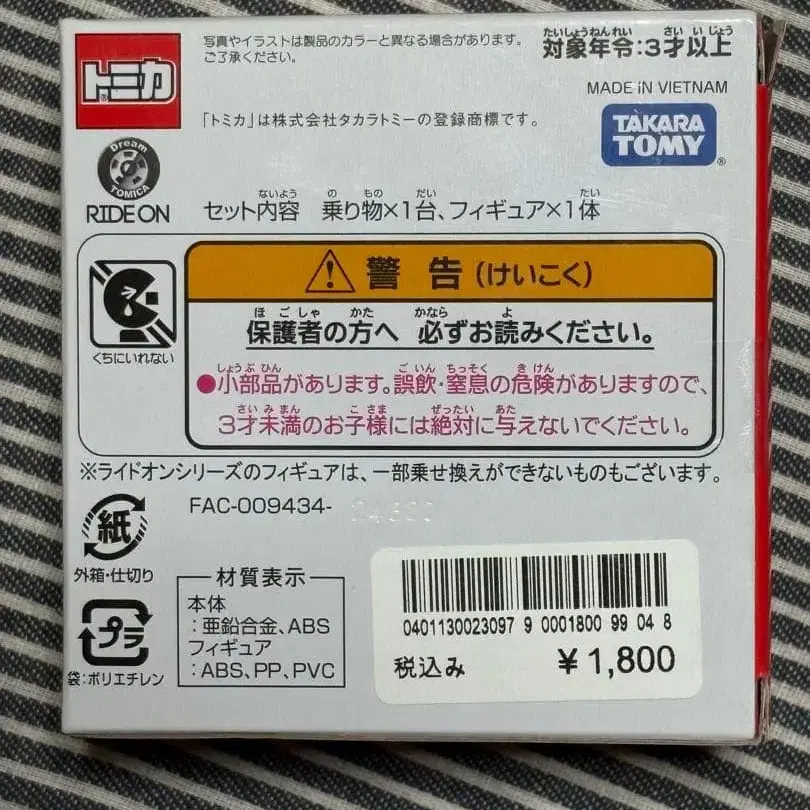 トミカ
写真やイラストは製品のカラーと異なる場合があります。
ご了承ください。
たいしょうねんれい さい いじょう
対象年令:3才以上
MADE IN VIETNAM
「トミカ」は株式会社タカラトミーの登録商標です。
TAKARA
TOMY®
Dream
TOMICA
RIDE ON
ないよう の もの だい たい
セット内容 乗り物×1台、フィギュア×1体
くちにいれない
警告(けいこく)
ほごしゃ かた かなら よ
保護者の方へ 必ずお読みください。
しょうぶひん ごいん ちっそく きけん
●小部品があります。誤飲・窒息の危険がありますので、
さいみまん こさま ぜったい あた
3才未満のお子様には絶対に与えないでください。
※ライドオンシリーズのフィギュアは、一部乗せ換えができないものもございます。
FAC-009434-
紙
外箱・仕切り
プラ
袋:ポリエチレン
材質表示
本体
:亜鉛合金、ABS
フィギュア
:ABS、PP、PVC
0401130023097 9 0001800 99 04 8
税込み ¥1,800